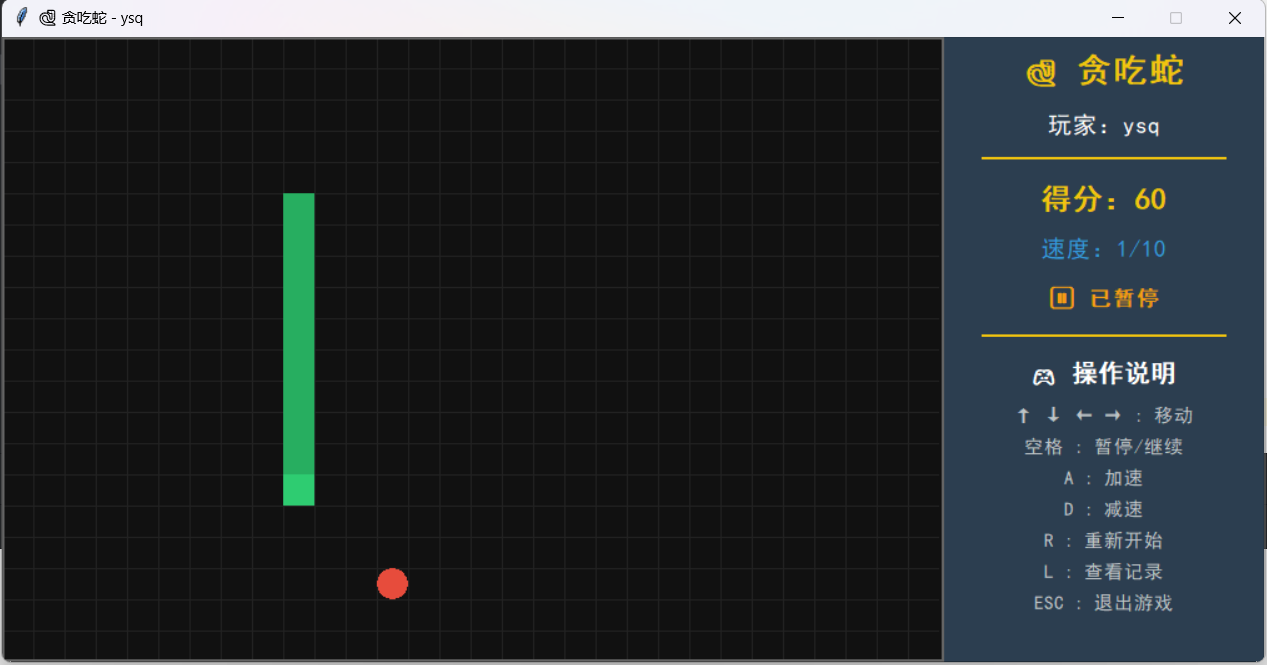 贪吃蛇 - ysq
贪吃蛇
玩家: ysq
得分: 60
速度: 1/10
已暂停
操作说明
↑ ↓ ← → : 移动
空格 : 暂停/继续
A : 加速
D : 减速
R : 重新开始
L : 查看记录
ESC : 退出游戏